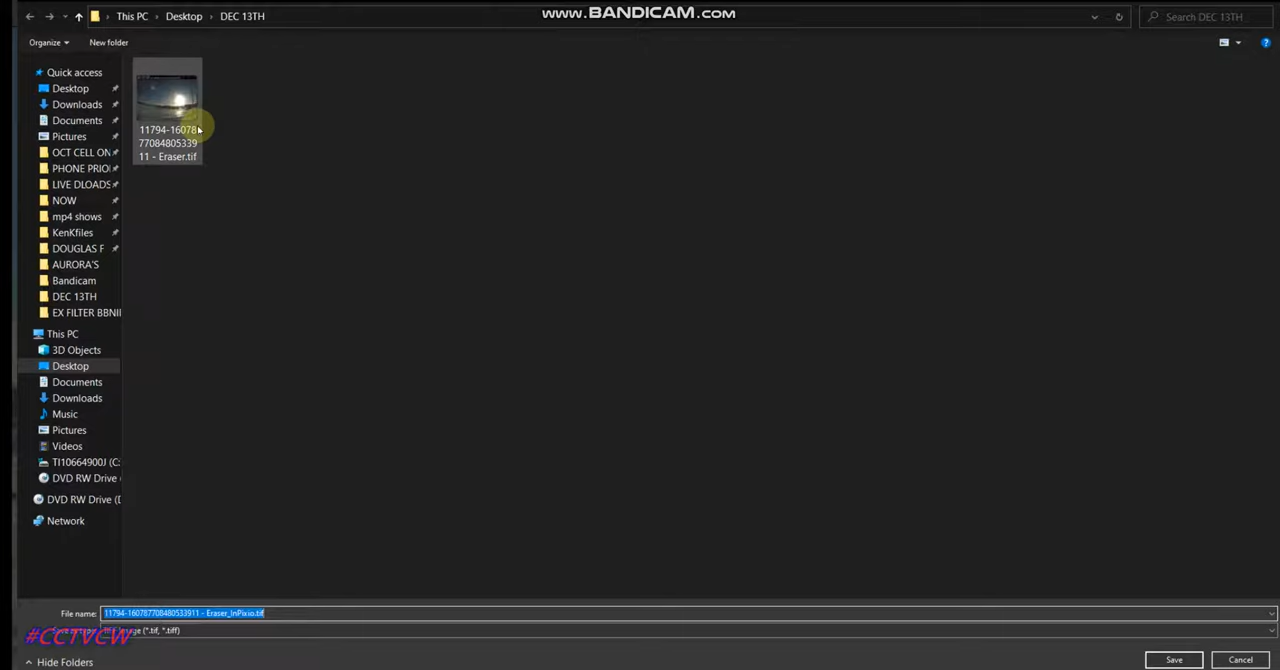 This PC > Desktop > DEC 13TH
www.BANDICAM.com
Search DEC 13TH
Organize
New folder
Quick access
Desktop
Downloads
Documents
Pictures
OCT CELL ON
PHONE PRIO
LIVE DLOADS
NOW
mp4 shows
KenKfiles
DOUGLAS F
AURORA'S
Bandicam
DEC 13TH
EX FILTER BBNII
This PC
3D Objects
Desktop
Documents
Downloads
Music
Pictures
Videos
TI10664900J (C:
DVD RW Drive
DVD RW Drive (D
Network
11794-16078
77084805339
11 - Eraser.tif
File name: 11794-160787708480533911 - Eraser_InPixio.tif
(*.tif, *.tiff)
#CCTVCW
Hide Folders
Save
Cancel